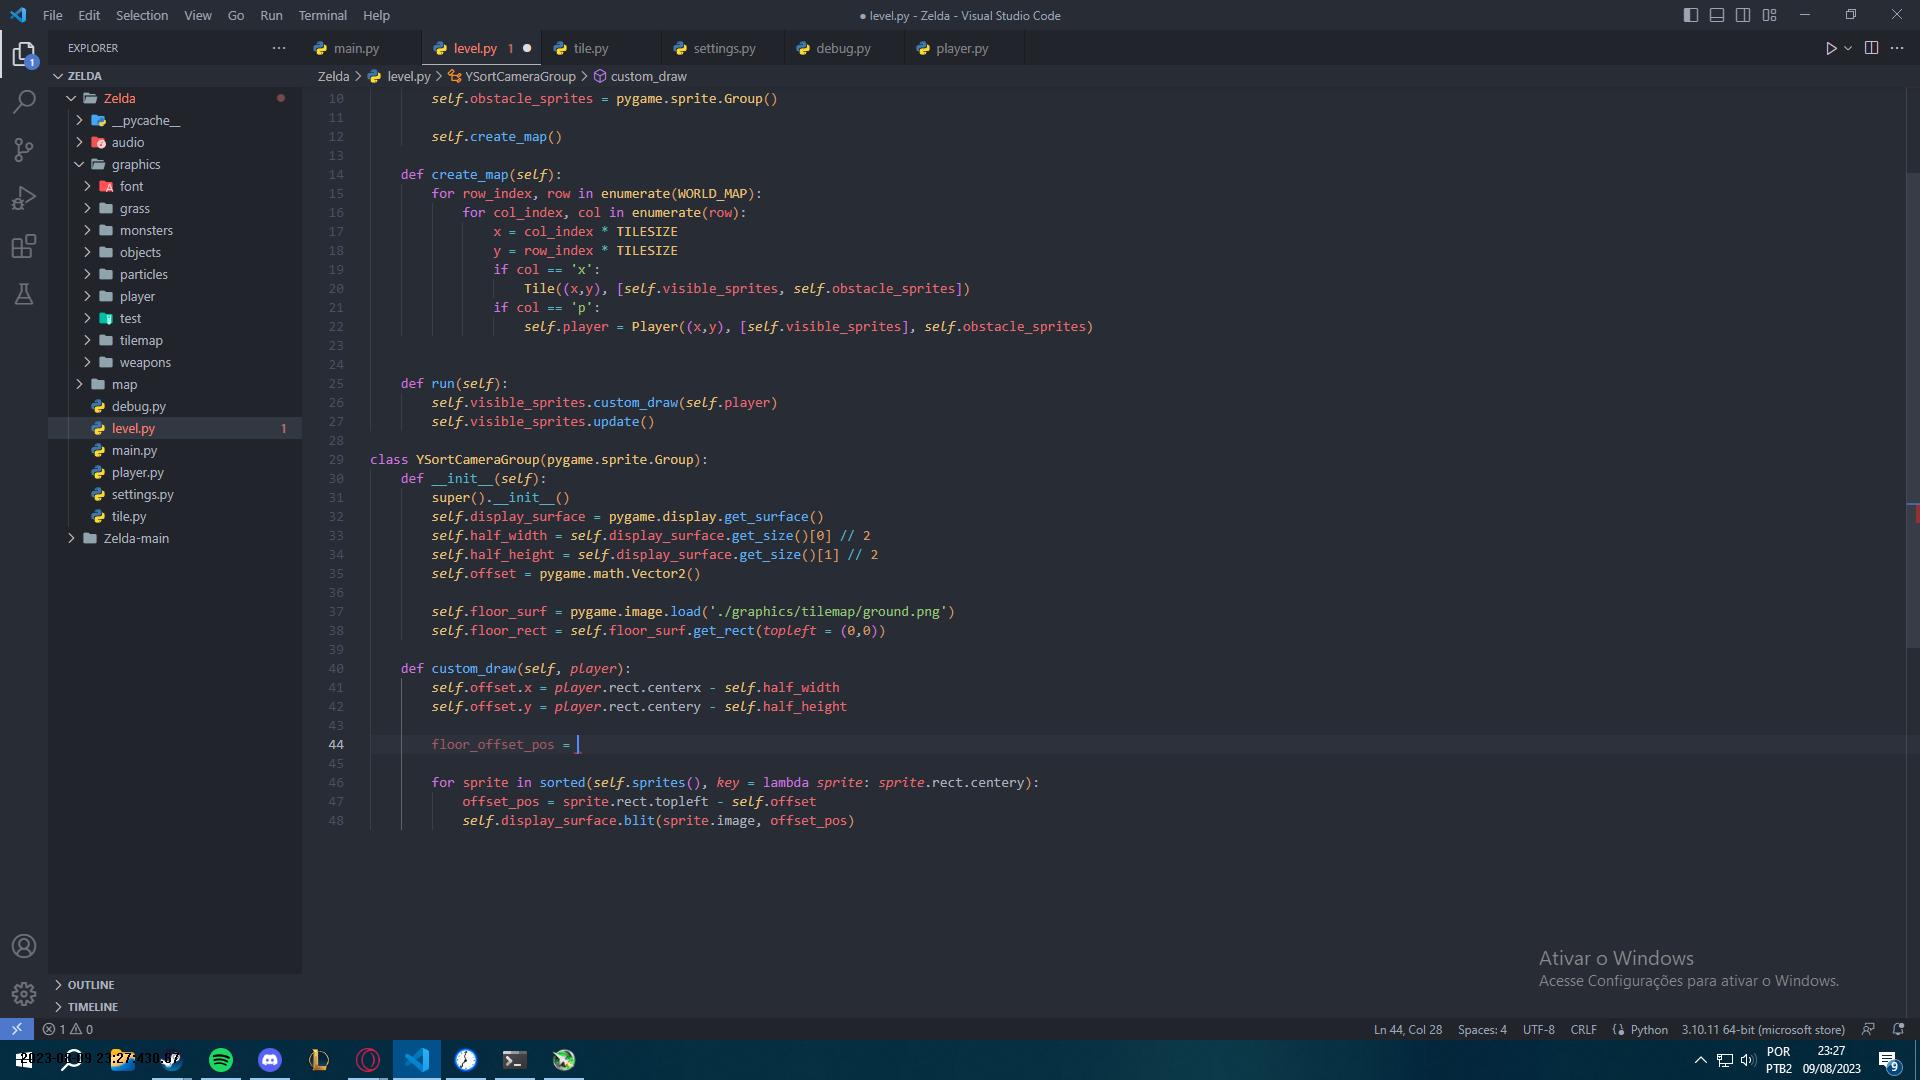 File Edit Selection View Go Run Terminal Help
● level.py - Zelda - Visual Studio Code
EXPLORER
main.py
level.py 1
tile.py
settings.py
debug.py
player.py
ZELDA
Zelda
__pycache__
audio
graphics
font
grass
monsters
objects
particles
player
test
tilemap
weapons
map
debug.py
level.py 1
main.py
player.py
settings.py
tile.py
Zelda-main
OUTLINE
TIMELINE
1
Zelda > level.py > YSortCameraGroup > custom_draw
10 self.obstacle_sprites = pygame.sprite.Group()
11
12 self.create_map()
13
14 def create_map(self):
15 for row_index, row in enumerate(WORLD_MAP):
16 for col_index, col in enumerate(row):
17 x = col_index * TILESIZE
18 y = row_index * TILESIZE
19 if col == 'x':
20 Tile((x,y), [self.visible_sprites, self.obstacle_sprites])
21 if col == 'p':
22 self.player = Player((x,y), [self.visible_sprites], self.obstacle_sprites)
23
24
25 def run(self):
26 self.visible_sprites.custom_draw(self.player)
27 self.visible_sprites.update()
28
29 class YSortCameraGroup(pygame.sprite.Group):
30 def __init__(self):
31 super().__init__()
32 self.display_surface = pygame.display.get_surface()
33 self.half_width = self.display_surface.get_size()[0] // 2
34 self.half_height = self.display_surface.get_size()[1] // 2
35 self.offset = pygame.math.Vector2()
36
37 self.floor_surf = pygame.image.load('./graphics/tilemap/ground.png')
38 self.floor_rect = self.floor_surf.get_rect(topleft = (0,0))
39
40 def custom_draw(self, player):
41 self.offset.x = player.rect.centerx - self.half_width
42 self.offset.y = player.rect.centery - self.half_height
43
44 floor_offset_pos =
45
46 for sprite in sorted(self.sprites(), key = lambda sprite: sprite.rect.centery):
47 offset_pos = sprite.rect.topleft - self.offset
48 self.display_surface.blit(sprite.image, offset_pos)
Ativar o Windows
Acesse Configurações para ativar o Windows.
1 0
Ln 44, Col 28 Spaces: 4 UTF-8 CRLF Python 3.10.11 64-bit (microsoft store)
POR
PTB2
23:27
09/08/2023
9